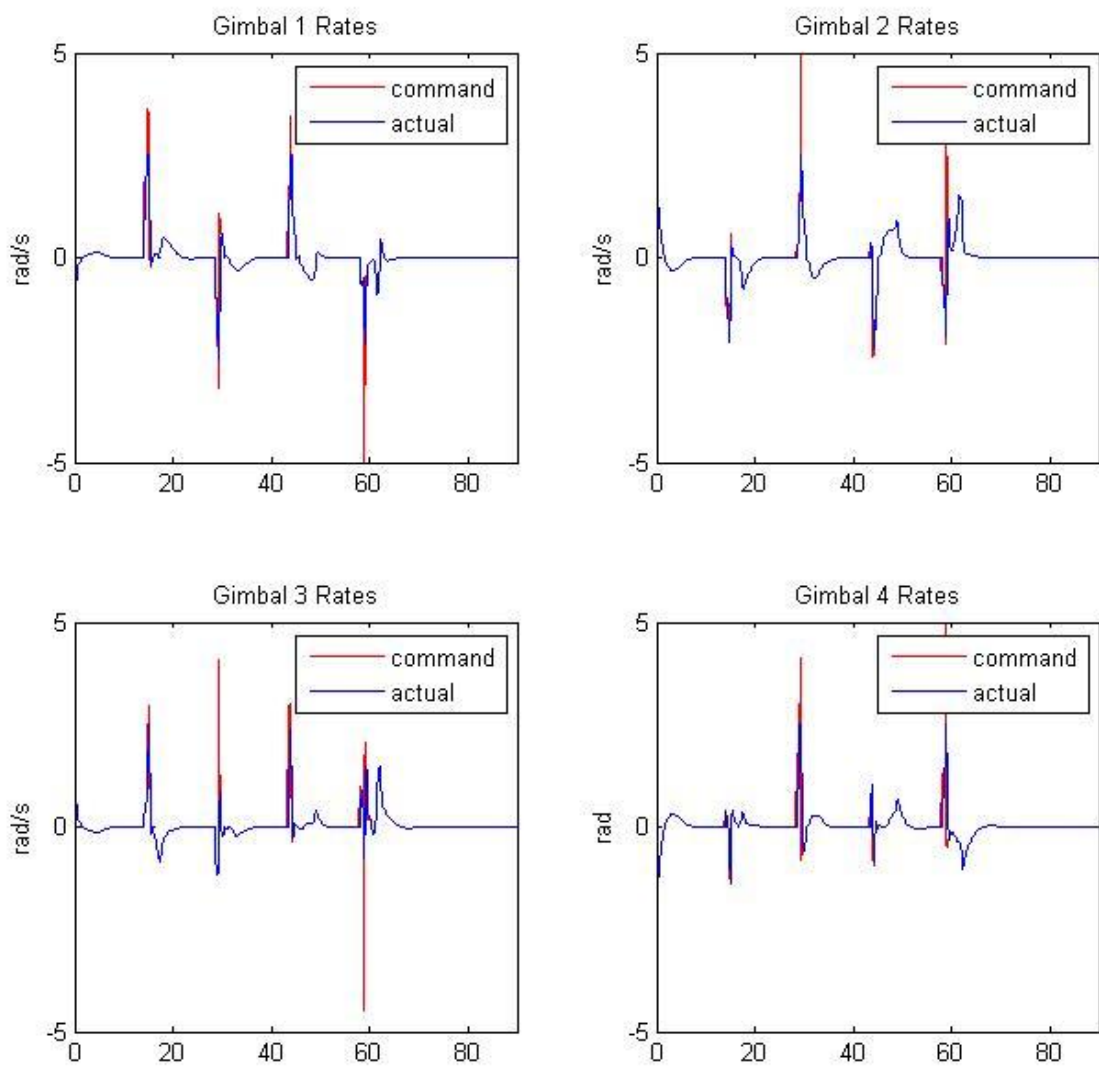 Gimbal 1 Rates
5
command
actual
0
rad/s
-5
0 20 40 60 80
Gimbal 2 Rates
5
command
actual
0
rad/s
-5
0 20 40 60 80
Gimbal 3 Rates
5
command
actual
0
rad/s
-5
0 20 40 60 80
Gimbal 4 Rates
5
command
actual
0
rad
-5
0 20 40 60 80